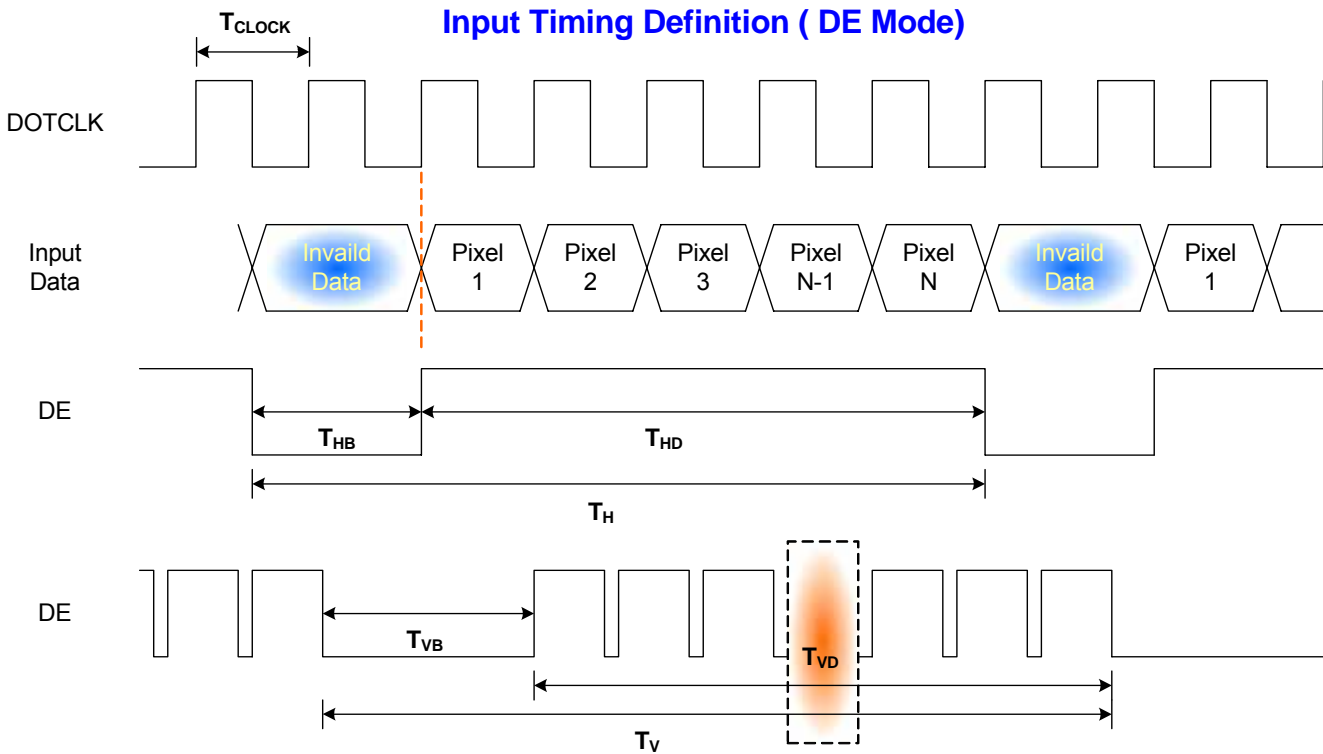 Input Timing Definition ( DE Mode)
TCLOCK
DOTCLK
Input
Data
Invaild
Data
Pixel
1
Pixel
2
Pixel
3
Pixel
N-1
Pixel
N
Invaild
Data
Pixel
1
DE
THB
THD
TH
DE
TVB
TVD
TV